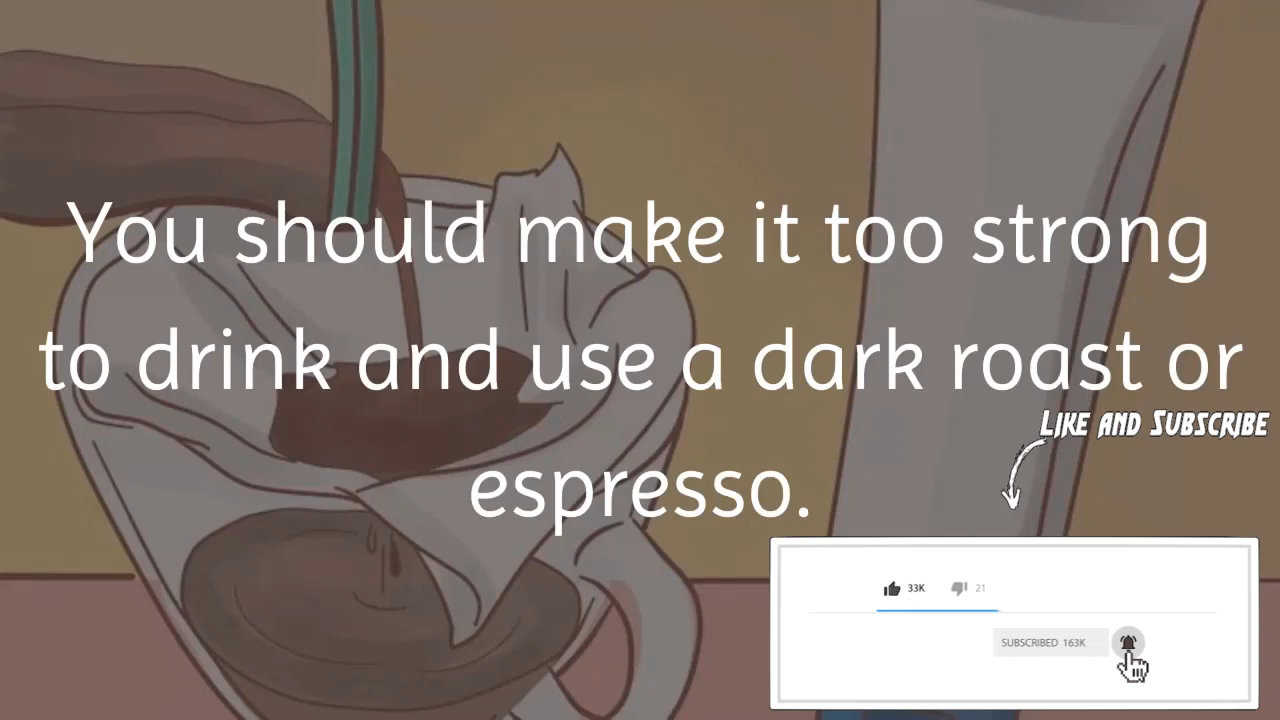 You should make it too strong
to drink and use a dark roast or
espresso.
LIKE AND SUBSCRIBE
33K 21
SUBSCRIBED 163K